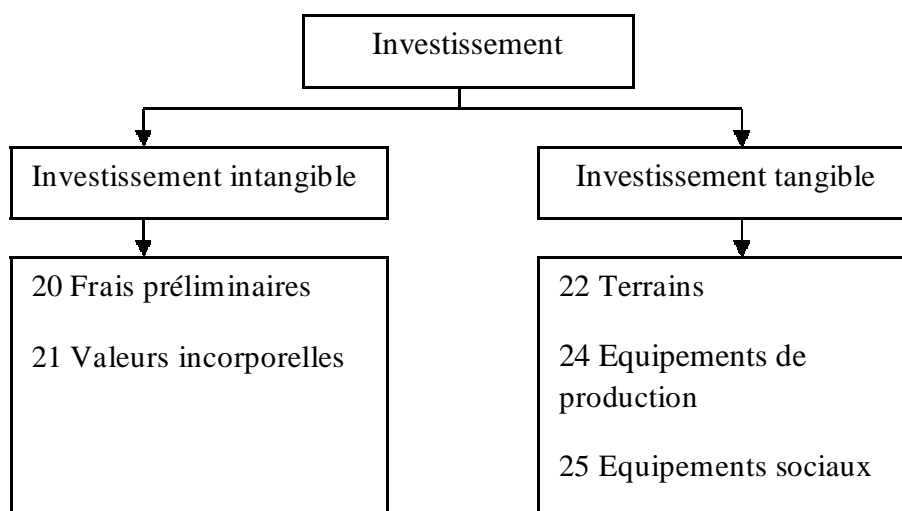 Investissement
Investissement intangible
Investissement tangible
20 Frais préliminaires
21 Valeurs incorporelles
22 Terrains
24 Equipements de
production
25 Equipements sociaux